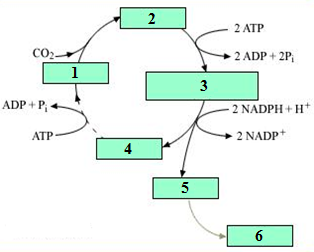 2
2 ATP
CO₂
2 ADP + 2Pᵢ
1
3
ADP + Pᵢ
2 NADPH + H⁺
ATP
2 NADP⁺
4
5
6